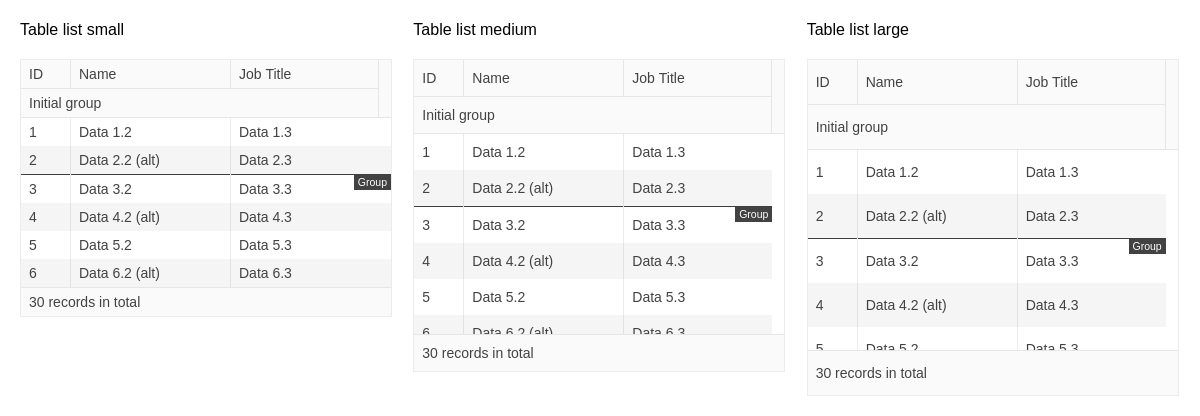 Table list small
ID Name Job Title
Initial group
1 Data 1.2 Data 1.3
2 Data 2.2 (alt) Data 2.3
Group
3 Data 3.2 Data 3.3
4 Data 4.2 (alt) Data 4.3
5 Data 5.2 Data 5.3
6 Data 6.2 (alt) Data 6.3
30 records in total
Table list medium
ID Name Job Title
Initial group
1 Data 1.2 Data 1.3
2 Data 2.2 (alt) Data 2.3
Group
3 Data 3.2 Data 3.3
4 Data 4.2 (alt) Data 4.3
5 Data 5.2 Data 5.3
6 Data 6.2 (alt) Data 6.3
30 records in total
Table list large
ID Name Job Title
Initial group
1 Data 1.2 Data 1.3
2 Data 2.2 (alt) Data 2.3
Group
3 Data 3.2 Data 3.3
4 Data 4.2 (alt) Data 4.3
5 Data 5.2 Data 5.3
30 records in total